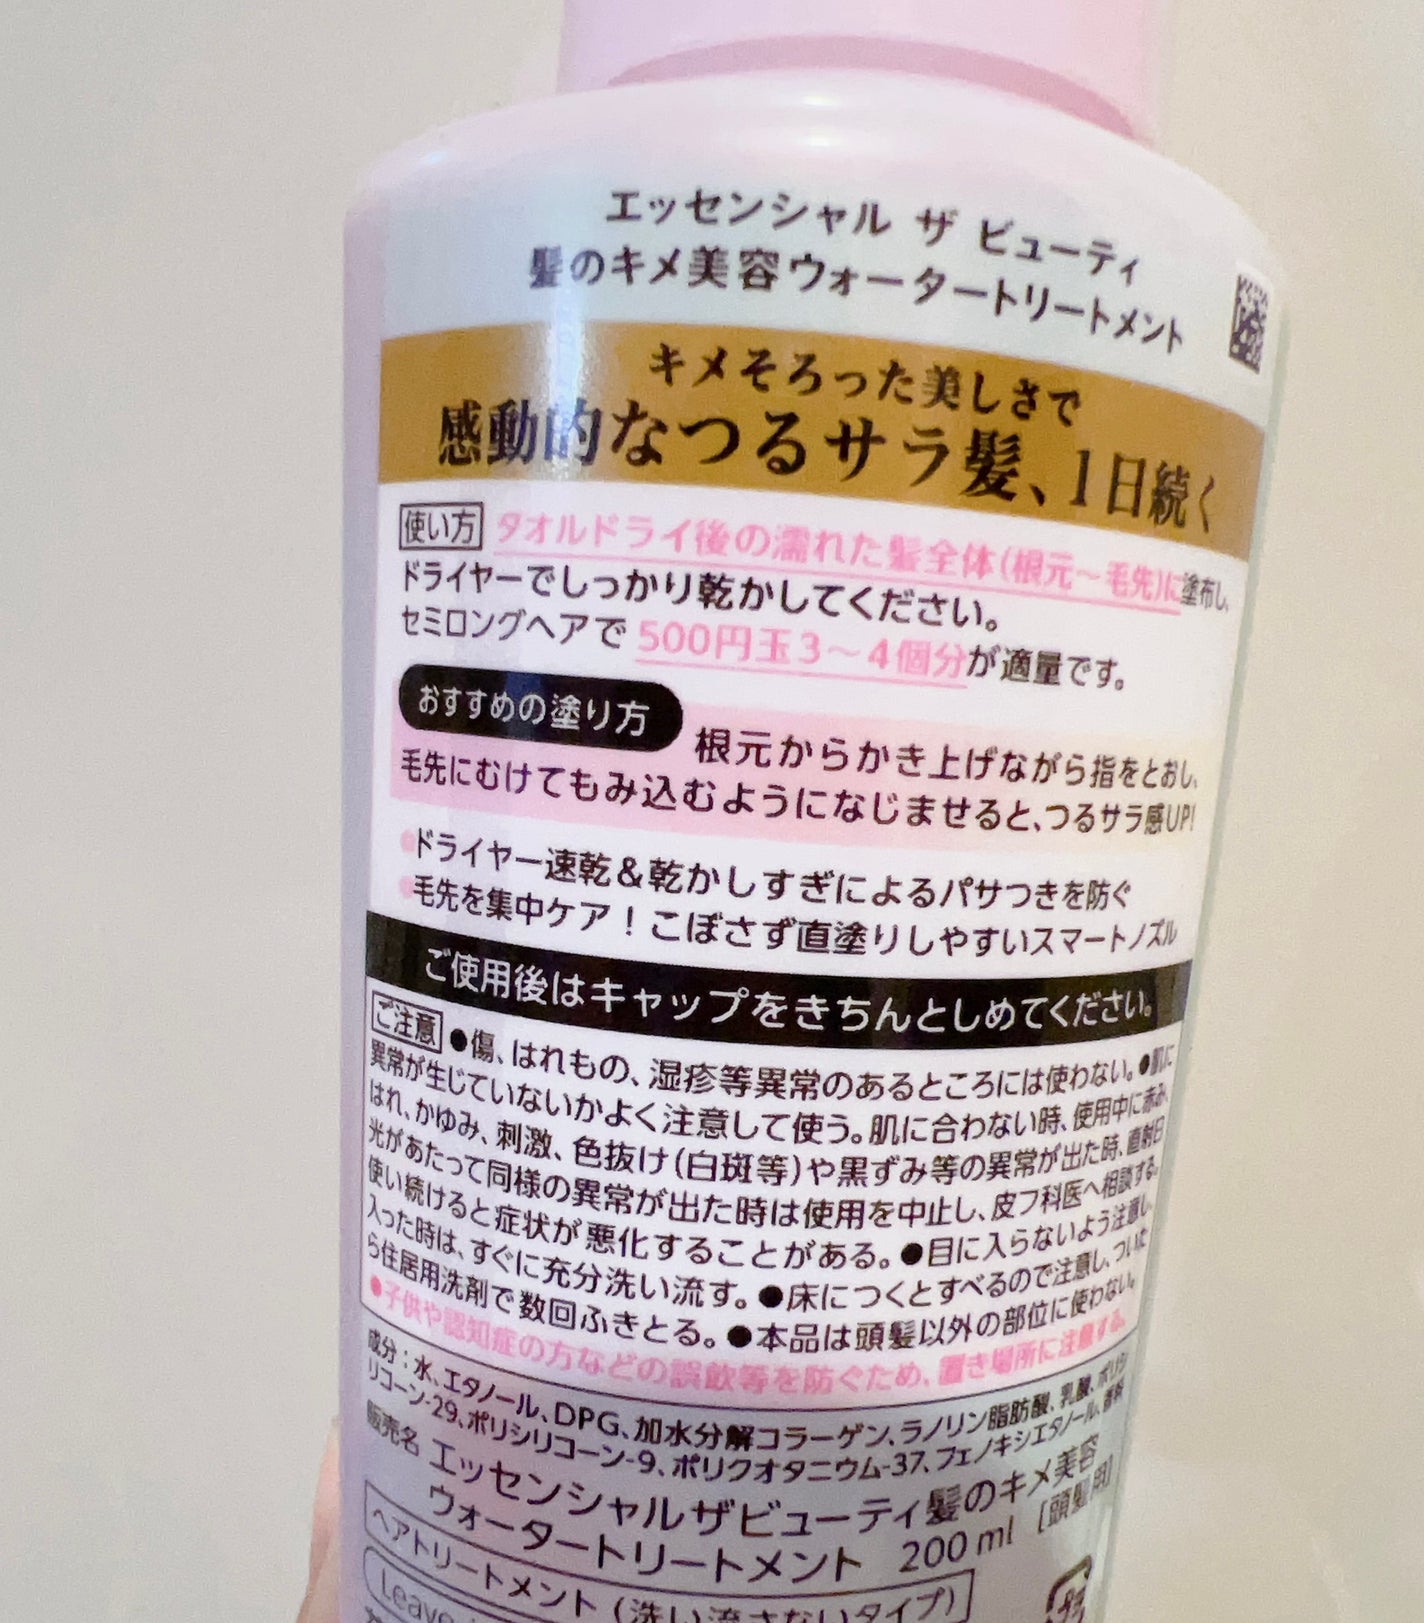 エッセンシャル ザ ビューティ
髪のキメ美容ウォータートリートメント
キメそろった美しさで
感動的なつるサラ髪、1日続く
使い方 タオルドライ後の濡れた髪全体(根元〜毛先)に塗布し、
ドライヤーでしっかり乾かしてください。
セミロングヘアで 500円玉3〜4個分が適量です。
おすすめの塗り方 根元からかき上げながら指をとおし、
毛先にむけてもみ込むようになじませると、つるサラ感UP!
●ドライヤー速乾&乾かしすぎによるパサつきを防ぐ
●毛先を集中ケア!こぼさず直塗りしやすいスマートノズル
ご使用後はキャップをきちんとしめてください。
ご注意 ●傷、はれもの、湿疹等異常のあるところには使わない。●肌に
異常が生じていないかよく注意して使う。肌に合わない時、使用中に赤み、
はれ、かゆみ、刺激、色抜け(白斑等)や黒ずみ等の異常が出た時、直射日
光があたって同様の異常が出た時は使用を中止し、皮フ科医へ相談する。
使い続けると症状が悪化することがある。●目に入らないよう注意し、
入った時は、すぐに充分洗い流す。●床につくとすべるので注意し、ついた
ら住居用洗剤で数回ふきとる。●本品は頭髪以外の部位に使わない。
●子供や認知症の方などの誤飲等を防ぐため、置き場所に注意する。
成分:水、エタノール、DPG、加水分解コラーゲン、ラノリン脂肪酸、乳酸、ポリシ
リコーン-29、ポリシリコーン-9、ポリクオタニウム-37、フェノキシエタノール、香料
販売名 エッセンシャルザビューティ髪のキメ美容
ウォータートリートメント 200ml [頭髪用]
ヘアトリートメント(洗い流さないタイプ)
Leave